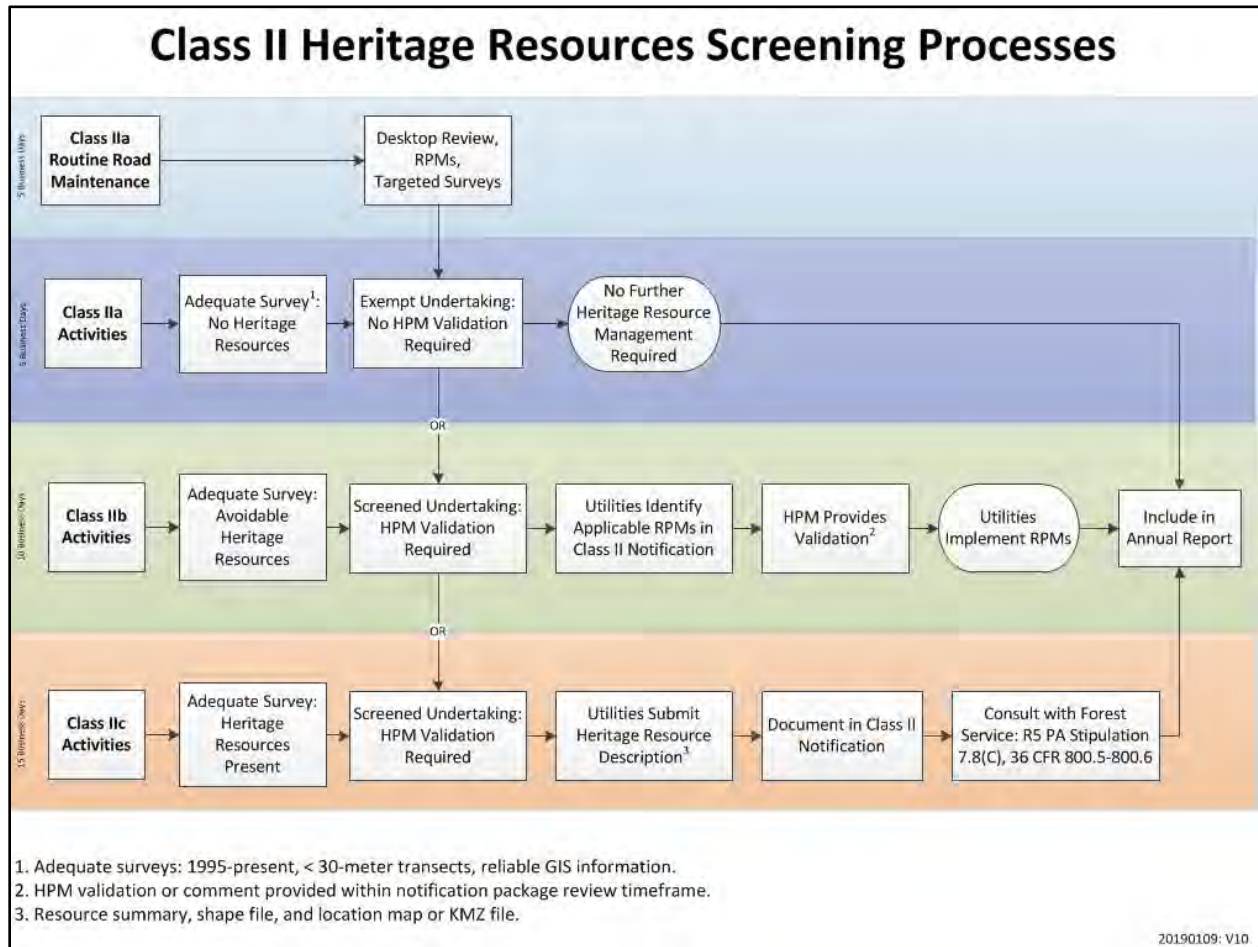 Class II Heritage Resources Screening Processes
5 Business Days
Class IIa
Routine Road
Maintenance
Desktop Review,
RPMs,
Targeted Surveys
5 Business Days
Class IIa
Activities
Adequate Survey1:
No Heritage
Resources
Exempt Undertaking:
No HPM Validation
Required
No Further
Heritage Resource
Management
Required
OR
10 Business Days
Class IIb
Activities
Adequate Survey:
Avoidable
Heritage
Resources
Screened Undertaking:
HPM Validation
Required
Utilities Identify
Applicable RPMs in
Class II Notification
HPM Provides
Validation2
Utilities
Implement RPMs
Include in
Annual Report
OR
15 Business Days
Class IIc
Activities
Adequate Survey:
Heritage
Resources
Present
Screened Undertaking:
HPM Validation
Required
Utilities Submit
Heritage Resource
Description3
Document in Class II
Notification
Consult with Forest
Service: R5 PA Stipulation
7.8(C), 36 CFR 800.5-800.6
1. Adequate surveys: 1995-present, < 30-meter transects, reliable GIS information.
2. HPM validation or comment provided within notification package review timeframe.
3. Resource summary, shape file, and location map or KMZ file.
20190109: V10